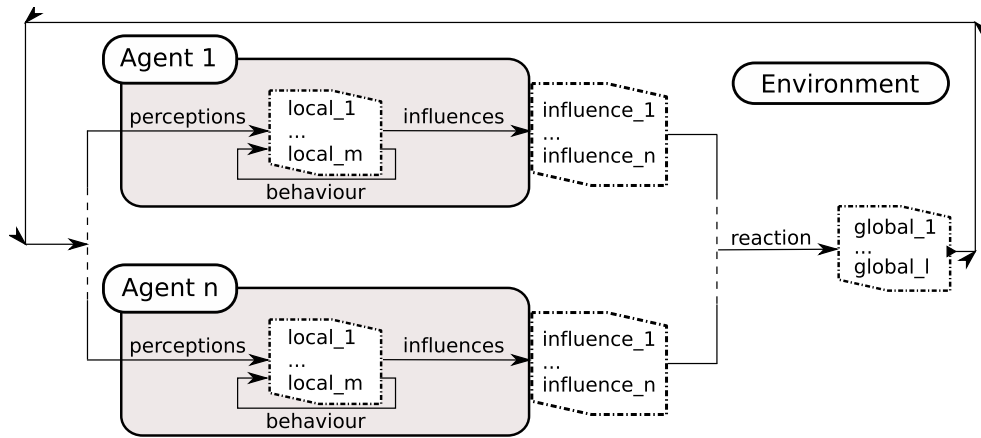 Agent 1
Environment
perceptions
local_1
...
local_m
behaviour
influences
influence_1
...
influence_n
reaction
global_1
...
global_l
Agent n
perceptions
local_1
...
local_m
behaviour
influences
influence_1
...
influence_n